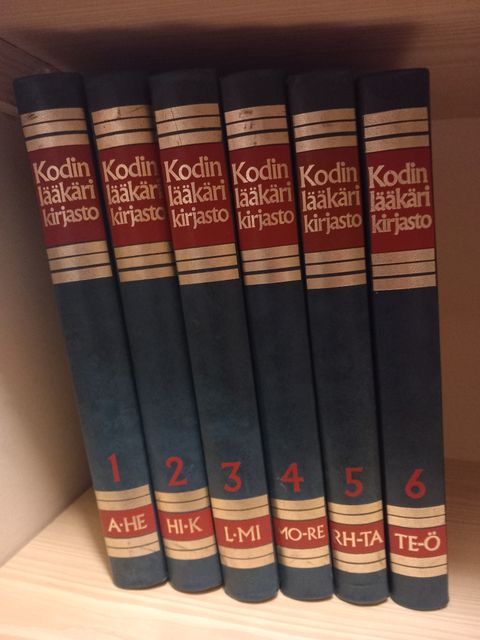 Kodin
lääkäri
kirjasto
1
A•HE
Kodin
lääkäri
kirjasto
2
HI•K
Kodin
lääkäri
kirjasto
3
L•MI
Kodin
lääkäri
kirjasto
4
MO-RE
Kodin
lääkäri
kirjasto
5
RH-TA
Kodin
lääkäri
kirjasto
6
TE-Ö